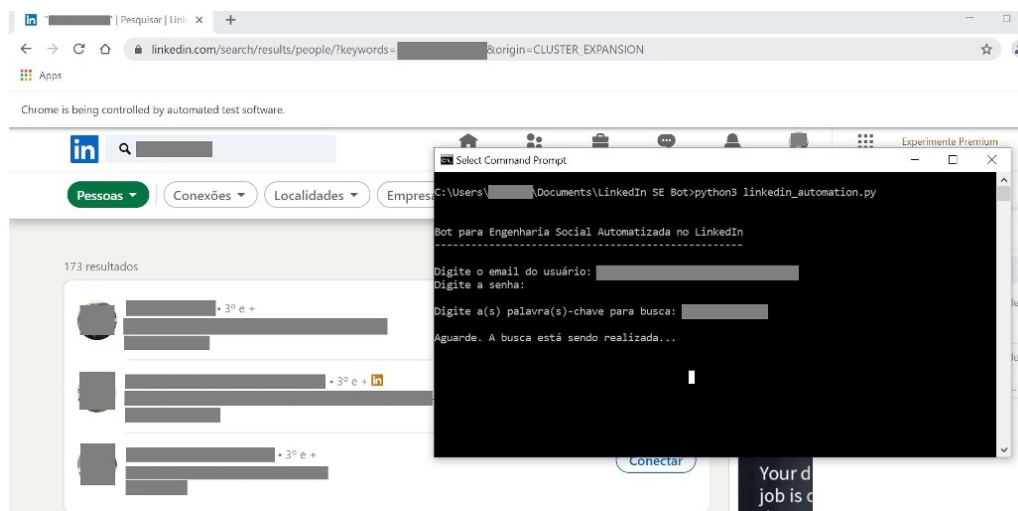 in " " | Pesquisar | Link
linkedin.com/search/results/people/?keywords= &origin=CLUSTER_EXPANSION
Apps
Chrome is being controlled by automated test software.
in
Experimente Premium
Pessoas
Conexões
Localidades
Empresa
173 resultados
• 3º e +
• 3º e + in
• 3º e +
Conectar
Your d
job is
Select Command Prompt
C:\Users\ \Documents\LinkedIn SE Bot>python3 linkedin_automation.py
Bot para Engenharia Social Automatizada no LinkedIn
----------------------------------------------------
Digite o email do usuário:
Digite a senha:
Digite a(s) palavra(s)-chave para busca:
Aguarde. A busca está sendo realizada...